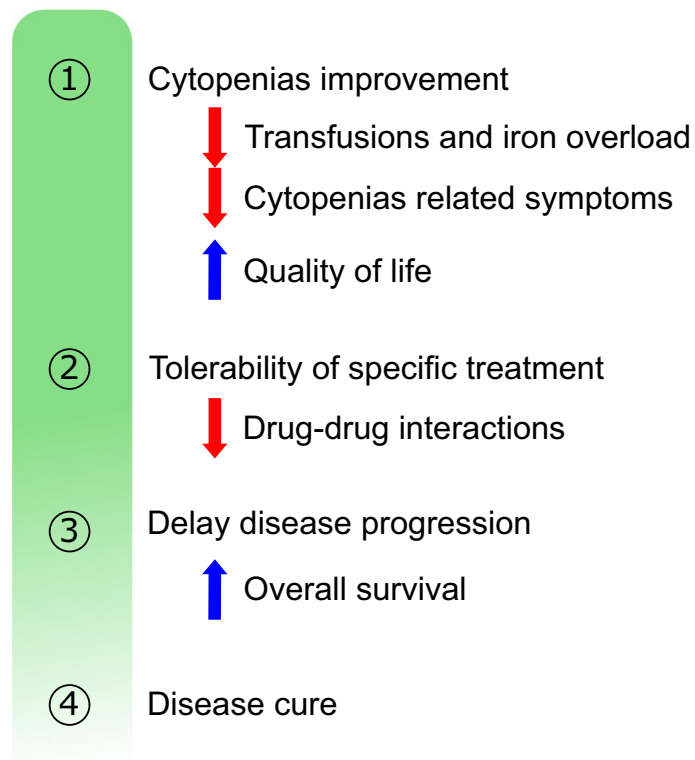 ① Cytopenias improvement
Transfusions and iron overload
Cytopenias related symptoms
Quality of life
② Tolerability of specific treatment
Drug-drug interactions
③ Delay disease progression
Overall survival
④ Disease cure